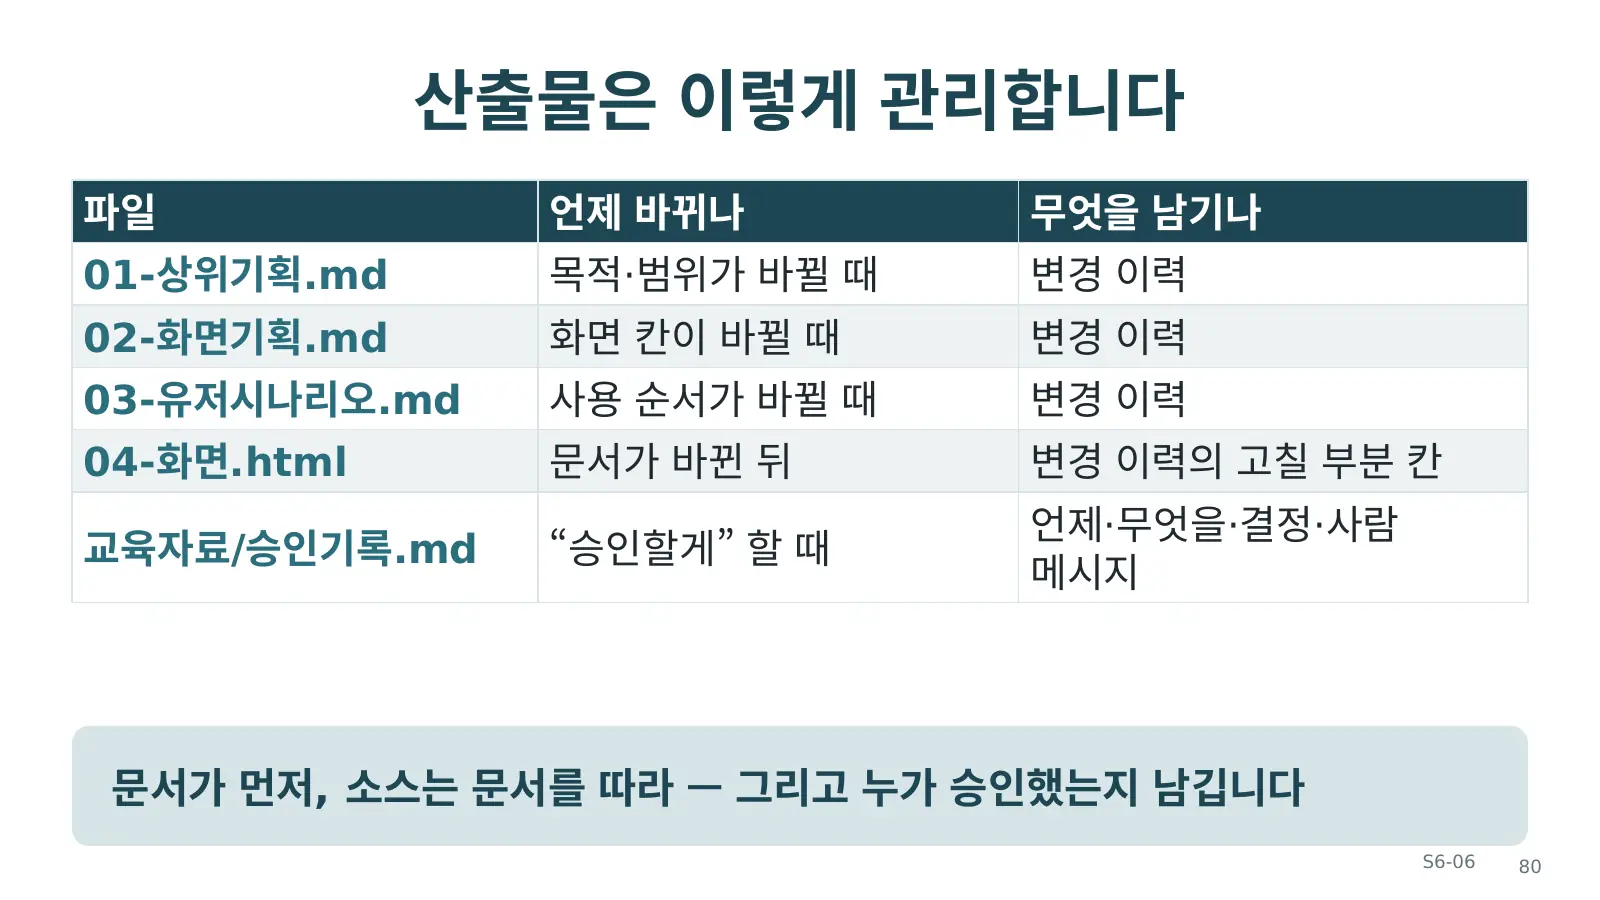 산출물은 이렇게 관리합니다
파일 언제 바뀌나 무엇을 남기나
01-상위기획.md 목적·범위가 바뀔 때 변경 이력
02-화면기획.md 화면 칸이 바뀔 때 변경 이력
03-유저시나리오.md 사용 순서가 바뀔 때 변경 이력
04-화면.html 문서가 바뀐 뒤 변경 이력의 고칠 부분 칸
교육자료/승인기록.md “승인할게” 할 때 언제·무엇을·결정·사람
메시지
문서가 먼저, 소스는 문서를 따라 — 그리고 누가 승인했는지 남깁니다
S6-06 80